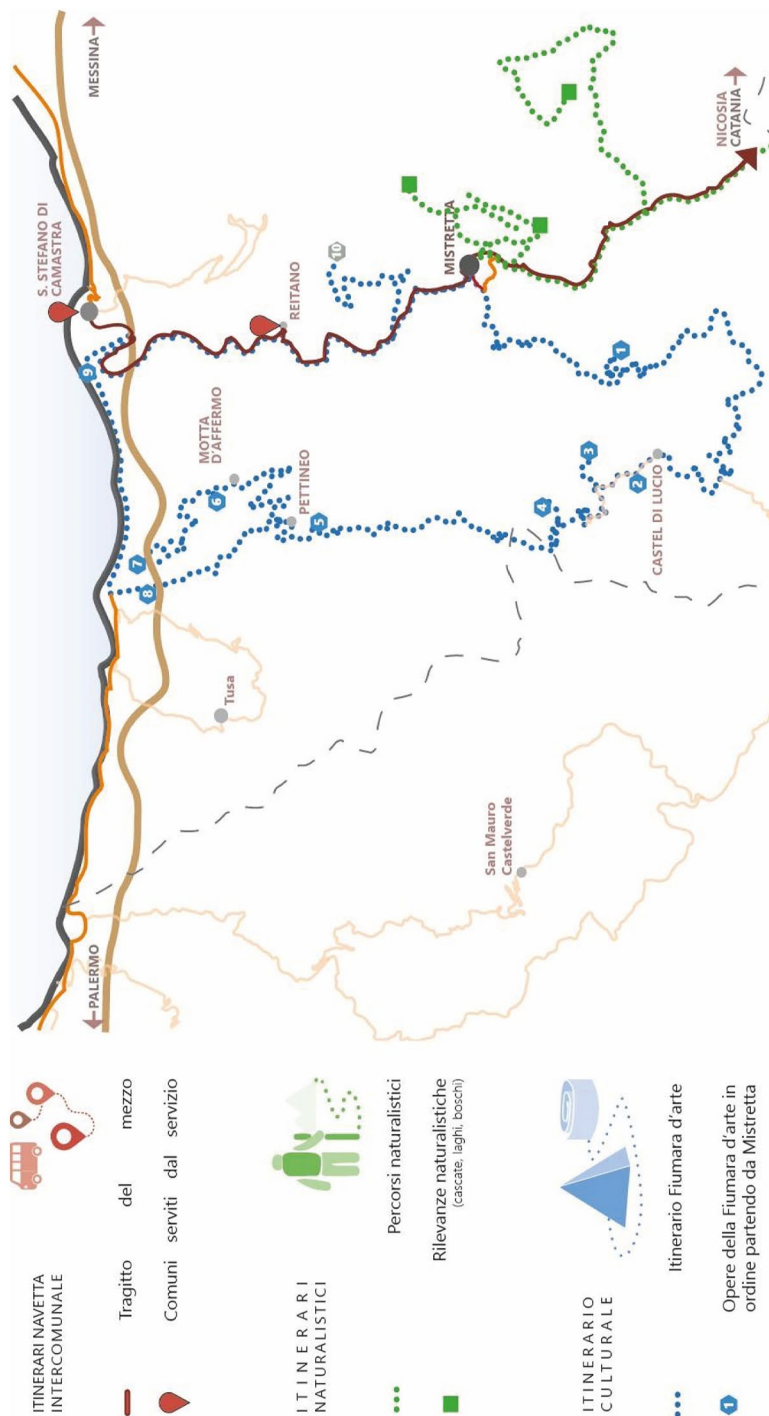 ITINERARI NAVETTA
INTERCOMUNALE
Tragitto del mezzo
Comuni serviti dal servizio
ITINERARI
NATURALISTICI
Percorsi naturalistici
Rilevanze naturalistiche
(cascate, laghi, boschi)
ITINERARIO
CULTURALE
Itinerario Fiumara d'arte
1
Opere della Fiumara d'arte in
ordine partendo da Mistretta
PALERMO
MESSINA
S. STEFANO DI
CAMASTRA
9
7
8
Tusa
MOTTA
D'AFFERMO
6
PETTINEO
5
REITANO
10
MISTRETTA
San Mauro
Castelverde
4
3
2
CASTEL DI LUCIO
1
NICOSIA
CATANIA